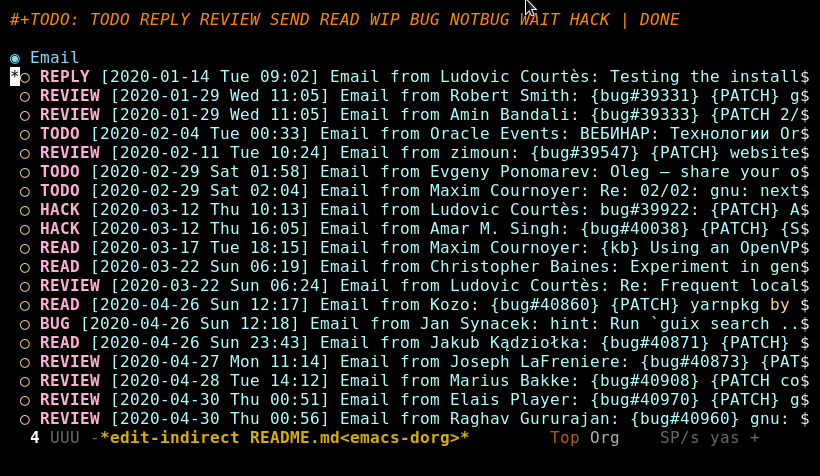 #+TODO: TODO REPLY REVIEW SEND READ WIP BUG NOTBUG WAIT HACK | DONE
◉ Email
*○ REPLY [2020-01-14 Tue 09:02] Email from Ludovic Courtès: Testing the install$
○ REVIEW [2020-01-29 Wed 11:05] Email from Robert Smith: {bug#39331} {PATCH} g$
○ REVIEW [2020-01-29 Wed 11:05] Email from Amin Bandali: {bug#39333} {PATCH 2/$
○ TODO [2020-02-04 Tue 00:33] Email from Oracle Events: ВЕБИНАР: Технологии Or$
○ REVIEW [2020-02-11 Tue 10:24] Email from zimoun: {bug#39547} {PATCH} website$
○ TODO [2020-02-29 Sat 01:58] Email from Evgeny Ponomarev: Oleg — share your o$
○ TODO [2020-02-29 Sat 02:04] Email from Maxim Cournoyer: Re: 02/02: gnu: next$
○ HACK [2020-03-12 Thu 10:13] Email from Ludovic Courtès: bug#39922: {PATCH} A$
○ HACK [2020-03-12 Thu 16:05] Email from Amar M. Singh: {bug#40038} {PATCH} {S$
○ READ [2020-03-17 Tue 18:15] Email from Maxim Cournoyer: {kb} Using an OpenVP$
○ READ [2020-03-22 Sun 06:19] Email from Christopher Baines: Experiment in gen$
○ REVIEW [2020-03-22 Sun 06:24] Email from Ludovic Courtès: Re: Frequent local$
○ READ [2020-04-26 Sun 12:17] Email from Kozo: {bug#40860} {PATCH} yarnpkg by $
○ BUG [2020-04-26 Sun 12:18] Email from Jan Synacek: hint: Run `guix search ..$
○ READ [2020-04-26 Sun 23:43] Email from Jakub Kądziołka: {bug#40871} {PATCH} $
○ REVIEW [2020-04-27 Mon 11:14] Email from Joseph LaFreniere: {bug#40873} {PAT$
○ REVIEW [2020-04-28 Tue 14:12] Email from Marius Bakke: {bug#40908} {PATCH co$
○ REVIEW [2020-04-30 Thu 00:51] Email from Elais Player: {bug#40970} {PATCH} g$
○ REVIEW [2020-04-30 Thu 00:56] Email from Raghav Gururajan: {bug#40960} gnu: $
4 UUU -*edit-indirect README.md<emacs-dorg>* Top Org SP/s yas +